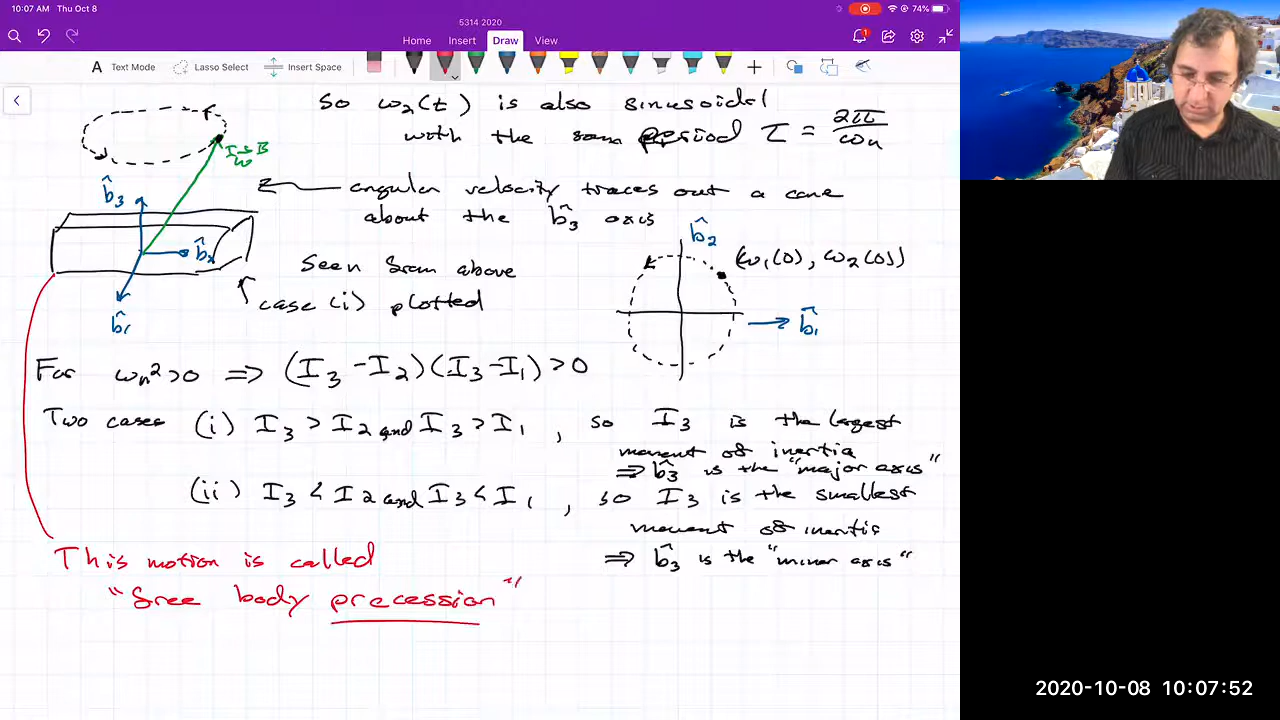 10:07 AM Thu Oct 8
74%
5314 2020
Home Insert Draw View
1
Text Mode Lasso Select Insert Space
So ω₂(t) is also sinusoidal
with the sam period τ = 2π/ωn
I ω B
angular velocity traces out a cone
about the b̂₃ axis
b̂₃
b̂₂
b̂₁
Seen from above
case (i) plotted
b̂₂
(ω₁(0), ω₂(0))
b̂₁
For ωn² > 0 ⟹ (I₃ - I₂)(I₃ - I₁) > 0
Two cases (i) I₃ > I₂ and I₃ > I₁ , so I₃ is the largest
moment of inertia
⟹ b̂₃ is the "major axis"
(ii) I₃ < I₂ and I₃ < I₁ , so I₃ is the smallest
moment of inertia
⟹ b̂₃ is the "minor axis"
This motion is called
"free body precession"
2020-10-08 10:07:52